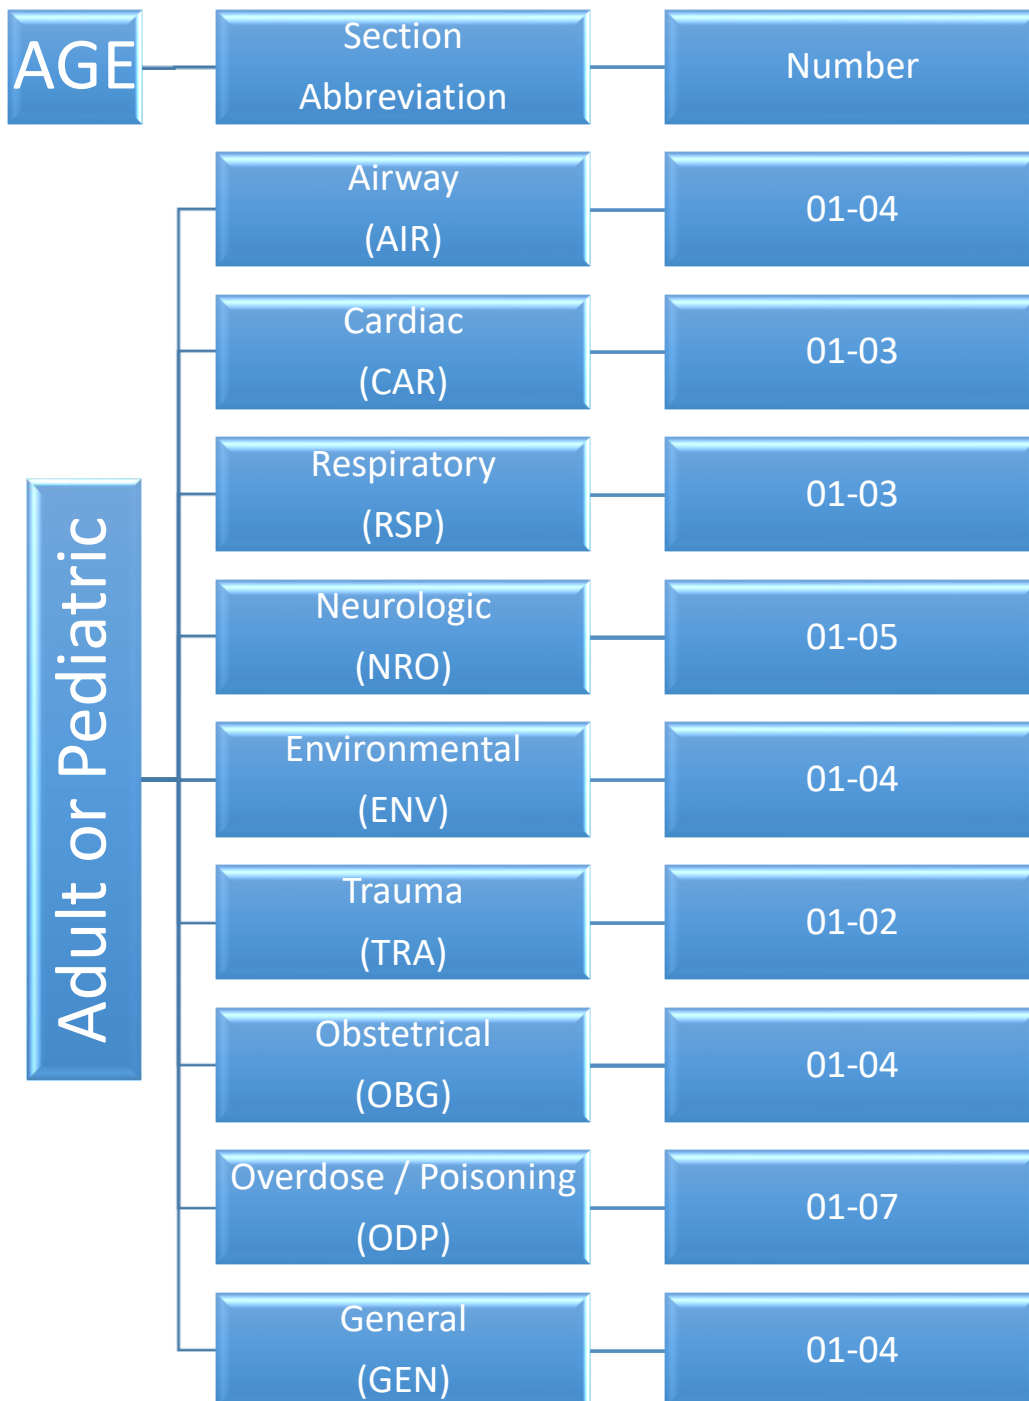 AGE
Section
Abbreviation
Number
Adult or Pediatric
Airway
(AIR)
01-04
Cardiac
(CAR)
01-03
Respiratory
(RSP)
01-03
Neurologic
(NRO)
01-05
Environmental
(ENV)
01-04
Trauma
(TRA)
01-02
Obstetrical
(OBG)
01-04
Overdose / Poisoning
(ODP)
01-07
General
(GEN)
01-04